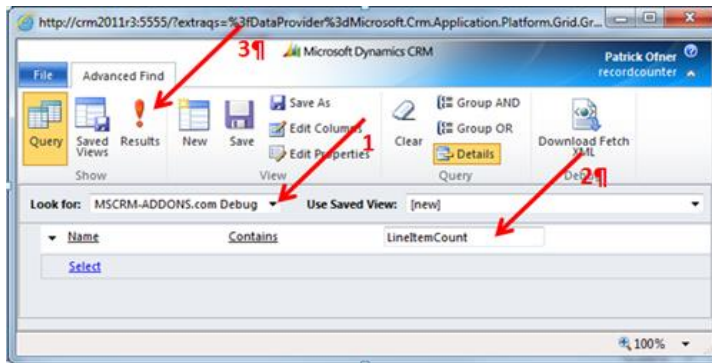 http://crm2011r3:5555/?extraqs=%3fDataProvider%3dMicrosoft.Crm.Application.Platform.Grid.Gr...
3¶
Microsoft Dynamics CRM
Patrick Ofner
recordcounter
File
Advanced Find
Query
Saved Views
Results
New
Save
Save As
Edit Columns
Edit Properties
1
Clear
Group AND
Group OR
Details
Download Fetch XML
Show
View
Query
Debug
2¶
Look for: MSCRM-ADDONS.com Debug
Use Saved View: [new]
Name Contains LineItemCount
Select
100%